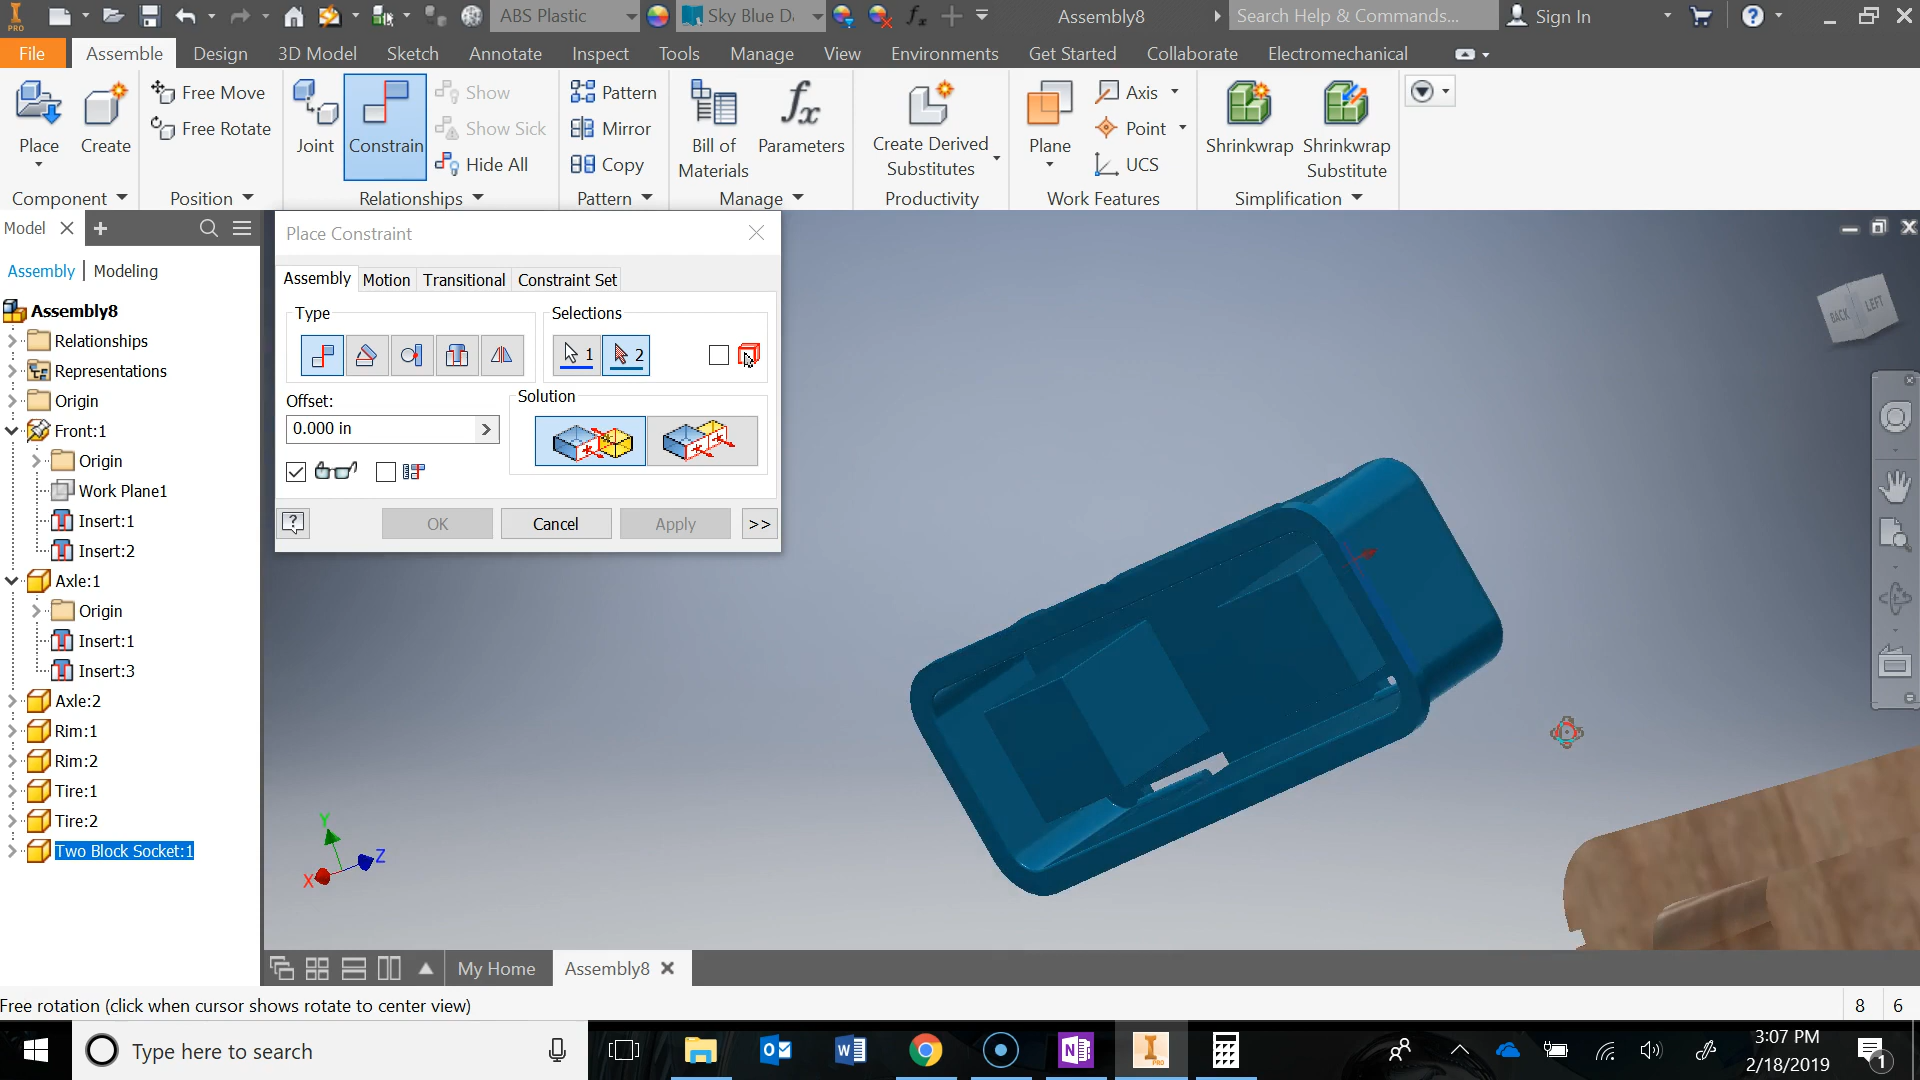 PRO
ABS Plastic
Sky Blue D
Assembly8
Search Help & Commands...
Sign In
File
Assemble
Design
3D Model
Sketch
Annotate
Inspect
Tools
Manage
View
Environments
Get Started
Collaborate
Electromechanical
Place
Create
Free Move
Free Rotate
Joint
Constrain
Show
Show Sick
Hide All
Pattern
Mirror
Copy
Bill of
Materials
fx
Parameters
Create Derived
Substitutes
Plane
Axis
Point
UCS
Shrinkwrap
Shrinkwrap
Substitute
Component
Position
Relationships
Pattern
Manage
Productivity
Work Features
Simplification
Model
Assembly
Modeling
Assembly8
Relationships
Representations
Origin
Front:1
Origin
Work Plane1
Insert:1
Insert:2
Axle:1
Origin
Insert:1
Insert:3
Axle:2
Rim:1
Rim:2
Tire:1
Tire:2
Two Block Socket:1
Place Constraint
Assembly
Motion
Transitional
Constraint Set
Type
Selections
1
2
Offset:
0.000 in
Solution
OK
Cancel
Apply
>>
BACK
LEFT
Y
Z
X
My Home
Assembly8
Free rotation (click when cursor shows rotate to center view)
8
6
Type here to search
3:07 PM
2/18/2019
1